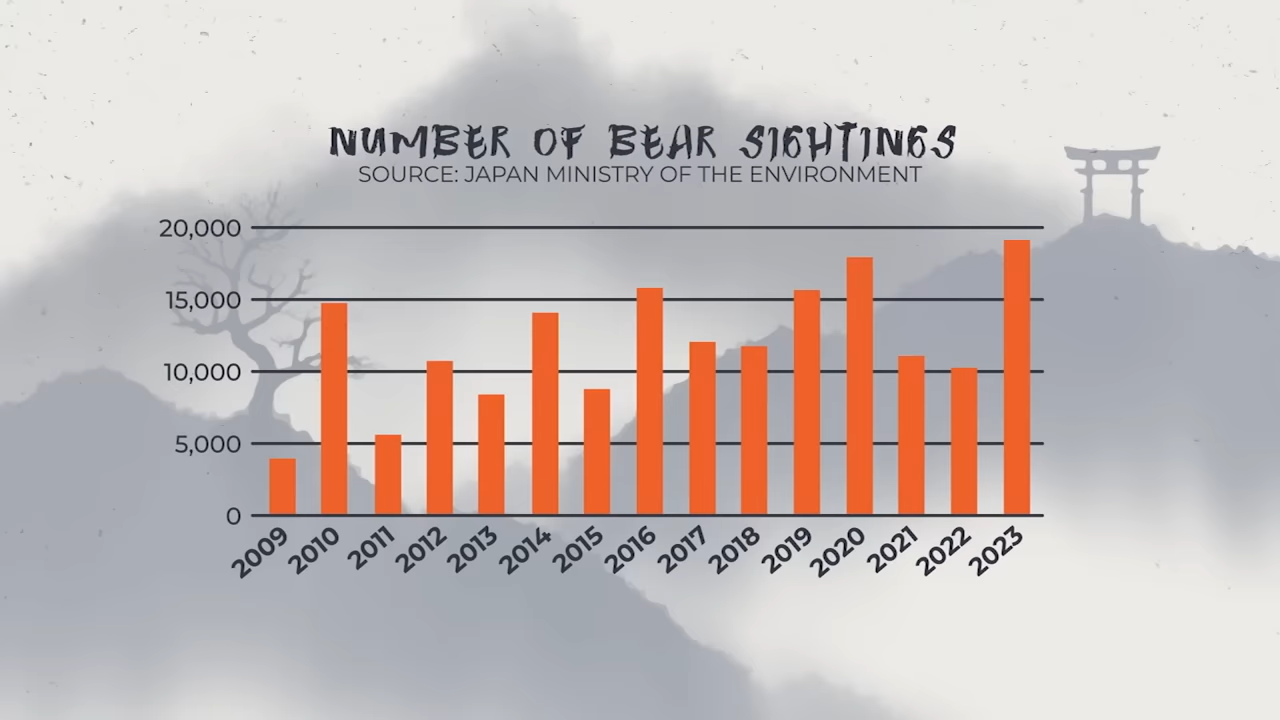 NUMBER OF BEAR SIGHTINGS
SOURCE: JAPAN MINISTRY OF THE ENVIRONMENT
20,000
15,000
10,000
5,000
0
2009 2010 2011 2012 2013 2014 2015 2016 2017 2018 2019 2020 2021 2022 2023